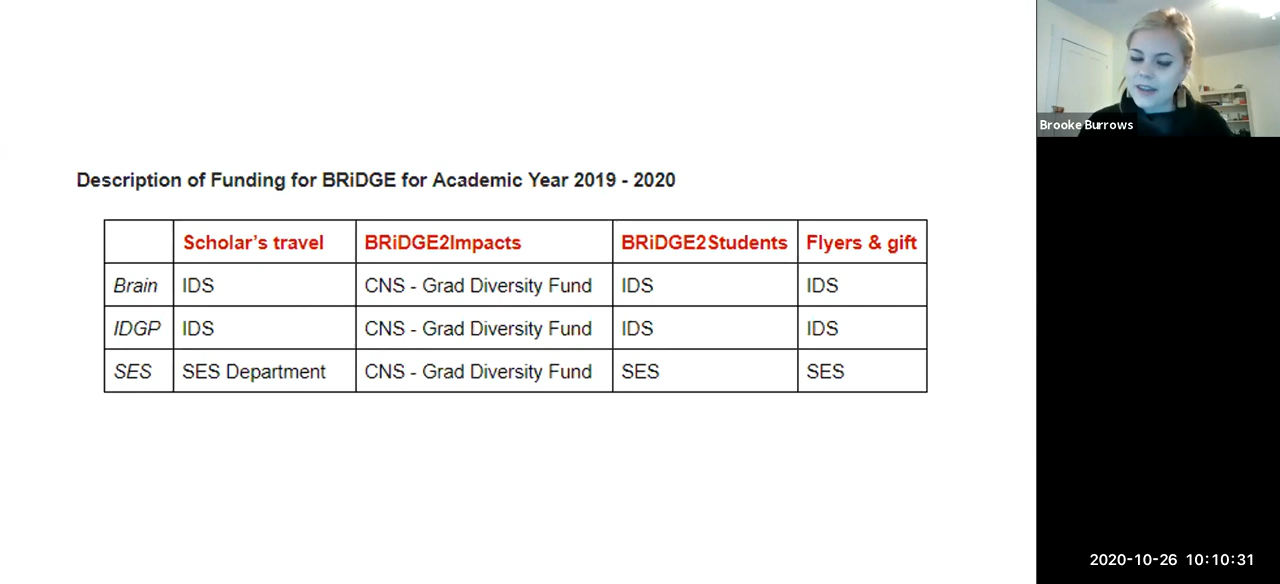 Brooke Burrows
Description of Funding for BRiDGE for Academic Year 2019 - 2020
Scholar's travel BRiDGE2Impacts BRiDGE2Students Flyers & gift
Brain IDS CNS - Grad Diversity Fund IDS IDS
IDGP IDS CNS - Grad Diversity Fund IDS IDS
SES SES Department CNS - Grad Diversity Fund SES SES
2020-10-26 10:10:31